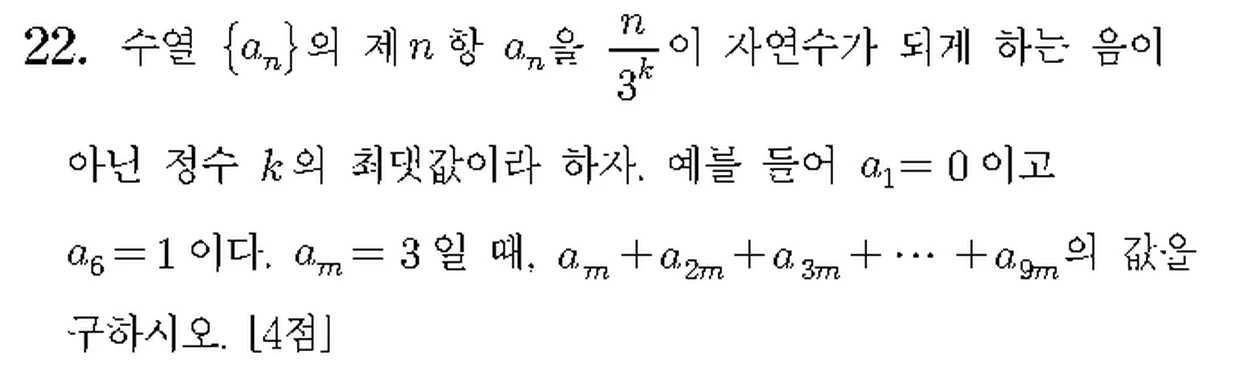 22. 수열 {aₙ}의 제 n 항 aₙ을 n/3ᵏ 이 자연수가 되게 하는 음이
아닌 정수 k의 최댓값이라 하자. 예를 들어 a₁= 0 이고
a₆=1 이다. aₘ= 3 일 때, aₘ+a₂ₘ+a₃ₘ+⋯ +a₉ₘ의 값을
구하시오. [4점]